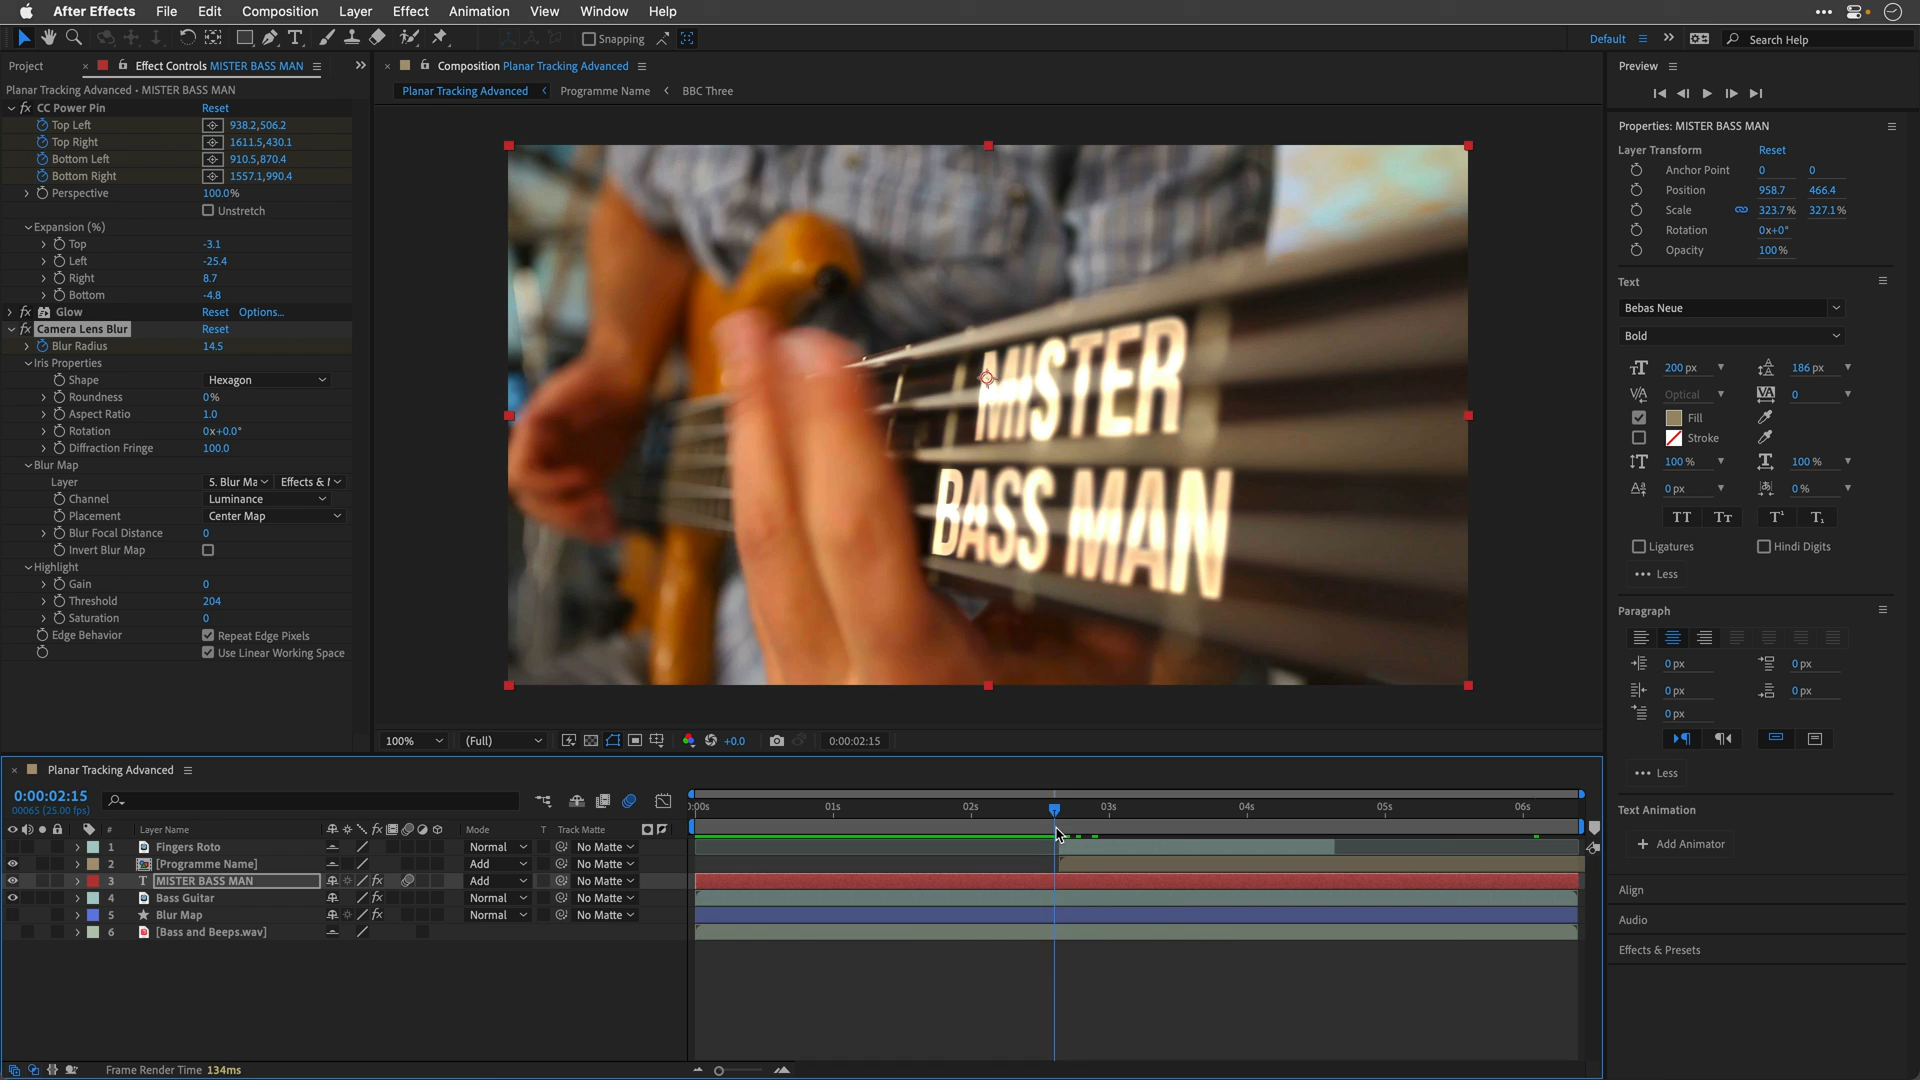 After Effects File Edit Composition Layer Effect Animation View Window Help
Snapping
Default
Search Help
Project
Effect Controls MISTER BASS MAN
Planar Tracking Advanced • MISTER BASS MAN
CC Power Pin Reset
Top Left 938.2,506.2
Top Right 1611.5,430.1
Bottom Left 910.5,870.4
Bottom Right 1557.1,990.4
Perspective 100.0%
Unstretch
Expansion (%)
Top -3.1
Left -25.4
Right 8.7
Bottom -4.8
Glow Reset Options...
Camera Lens Blur Reset
Blur Radius 14.5
Iris Properties
Shape Hexagon
Roundness 0%
Aspect Ratio 1.0
Rotation 0x+0.0°
Diffraction Fringe 100.0
Blur Map
Layer 5. Blur Ma
Channel Luminance
Placement Center Map
Blur Focal Distance 0
Invert Blur Map
Highlight
Gain 0
Threshold 204
Saturation 0
Edge Behavior Repeat Edge Pixels
Use Linear Working Space
Composition Planar Tracking Advanced
Planar Tracking Advanced Programme Name BBC Three
MISTER
BASS MAN
100% (Full) +0.0 0:00:02:15
Preview
Properties: MISTER BASS MAN
Layer Transform Reset
Anchor Point 0 0
Position 958.7 466.4
Scale 323.7% 327.1%
Rotation 0x+0°
Opacity 100%
Text
Bebas Neue
Bold
200 px 186 px
Optical 0
Fill
Stroke
100% 100%
0 px 0%
TT Tт T¹ T₁
Ligatures Hindi Digits
Less
Paragraph
0 px 0 px
0 px 0 px
0 px
Less
Text Animation
Add Animator
Align
Audio
Effects & Presets
Planar Tracking Advanced
0:00:02:15
00065 (25.00 fps)
:00s 01s 02s 03s 04s 05s 06s
# Layer Name Mode T Track Matte
1 Fingers Roto Normal No Matte
2 [Programme Name] Add No Matte
3 MISTER BASS MAN Add No Matte
4 Bass Guitar Normal No Matte
5 Blur Map Normal No Matte
6 [Bass and Beeps.wav]
Frame Render Time 134ms